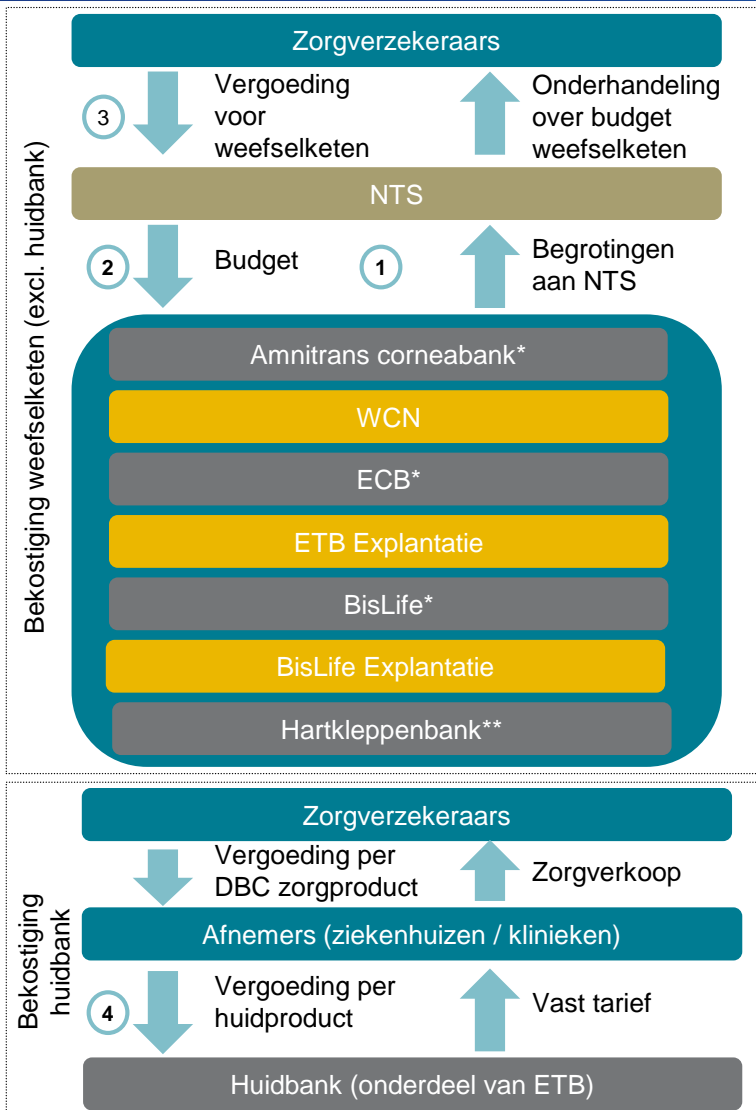 Bekostiging weefselketen (excl. huidbank)
Zorgverzekeraars
3
Vergoeding
voor
weefselketen
Onderhandeling
over budget
weefselketen
NTS
2
Budget
1
Begrotingen
aan NTS
Amnitrans corneabank*
WCN
ECB*
ETB Explantatie
BisLife*
BisLife Explantatie
Hartkleppenbank**
Bekostiging
huidbank
Zorgverzekeraars
Vergoeding per
DBC zorgproduct
Zorgverkoop
Afnemers (ziekenhuizen / klinieken)
4
Vergoeding per
huidproduct
Vast tarief
Huidbank (onderdeel van ETB)